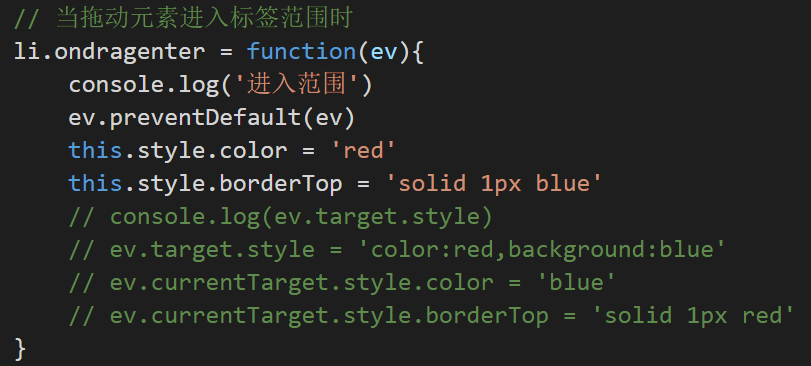 // 当拖动元素进入标签范围时
li.ondragenter = function(ev){
    console.log('进入范围')
    ev.preventDefault(ev)
    this.style.color = 'red'
    this.style.borderTop = 'solid 1px blue'
    // console.log(ev.target.style)
    // ev.target.style = 'color:red,background:blue'
    // ev.currentTarget.style.color = 'blue'
    // ev.currentTarget.style.borderTop = 'solid 1px red'
}